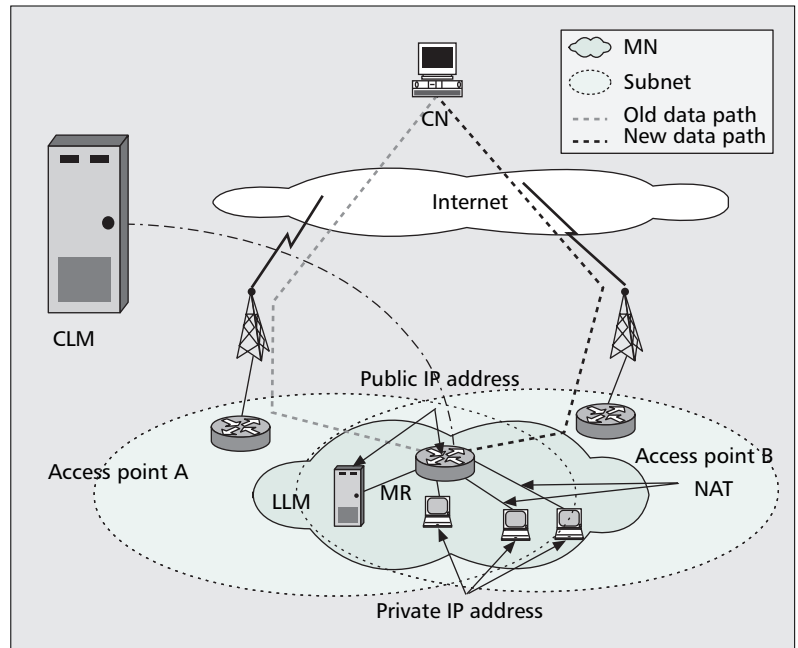 MN
Subnet
Old data path
New data path
CN
Internet
CLM
Public IP address
Access point A
Access point B
LLM
MR
NAT
Private IP address